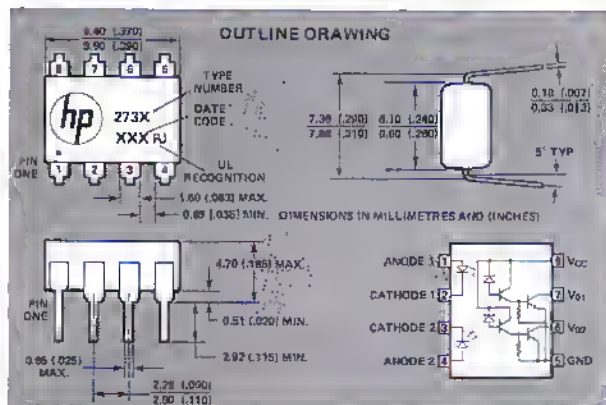 OUTLINE DRAWING
9.40 (.370)
9.90 (.390)
8 7 6 5
hp
273X
XXX RU
TYPE NUMBER
DATE CODE
UL RECOGNITION
PIN ONE
1 2 3 4
1.60 (.063) MAX.
0.89 (.035) MIN.
7.36 (.290)
7.88 (.310)
6.10 (.240)
6.60 (.260)
0.18 (.007)
0.33 (.013)
5° TYP
DIMENSIONS IN MILLIMETRES AND (INCHES)
PIN ONE
4.70 (.185) MAX.
0.51 (.020) MIN.
2.92 (.115) MIN.
0.65 (.025) MAX.
2.28 (.090)
2.80 (.110)
ANODE 1 1
CATHODE 1 2
CATHODE 2 3
ANODE 2 4
8 VCC
7 VO1
6 VO2
5 GND